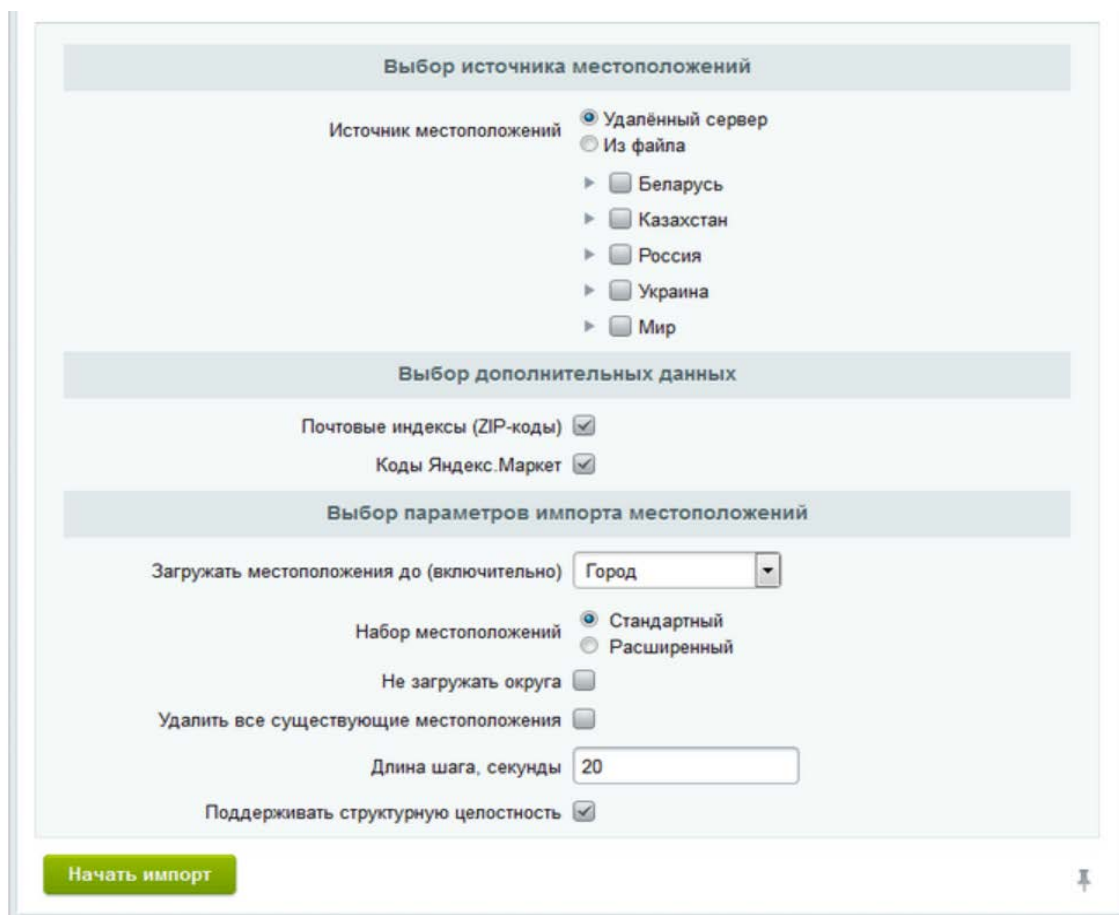 Выбор источника местоположений
Источник местоположений
Удалённый сервер
Из файла
Беларусь
Казахстан
Россия
Украина
Мир
Выбор дополнительных данных
Почтовые индексы (ZIP-коды)
Коды Яндекс.Маркет
Выбор параметров импорта местоположений
Загружать местоположения до (включительно) Город
Набор местоположений
Стандартный
Расширенный
Не загружать округа
Удалить все существующие местоположения
Длина шага, секунды 20
Поддерживать структурную целостность
Начать импорт